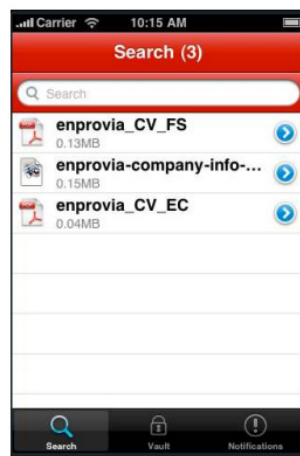 Carrier 10:15 AM
Search (3)
Search
enprovia_CV_FS
0.13MB
enprovia-company-info-...
0.15MB
enprovia_CV_EC
0.04MB
Search Vault Notifications